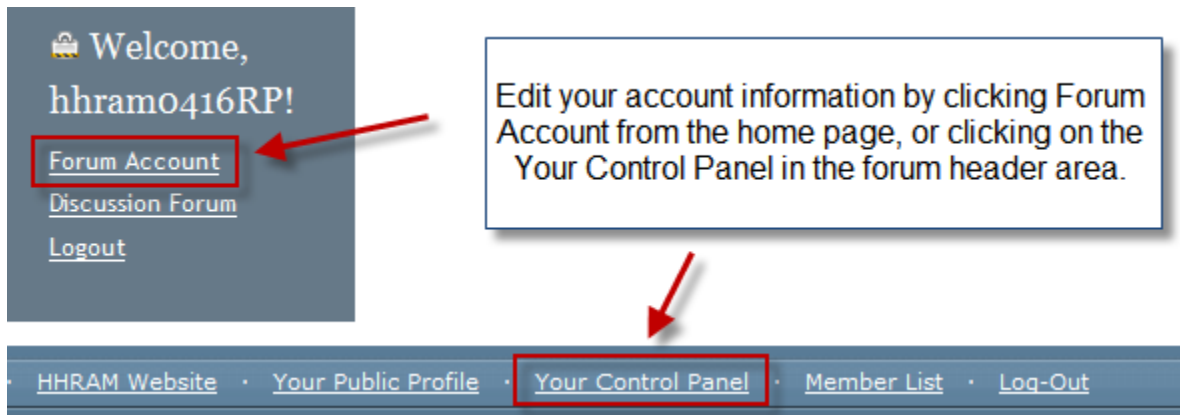 Welcome,
hhram0416RP!
Forum Account
Discussion Forum
Logout
Edit your account information by clicking Forum
Account from the home page, or clicking on the
Your Control Panel in the forum header area.
· HHRAM Website · Your Public Profile · Your Control Panel · Member List · Log-Out